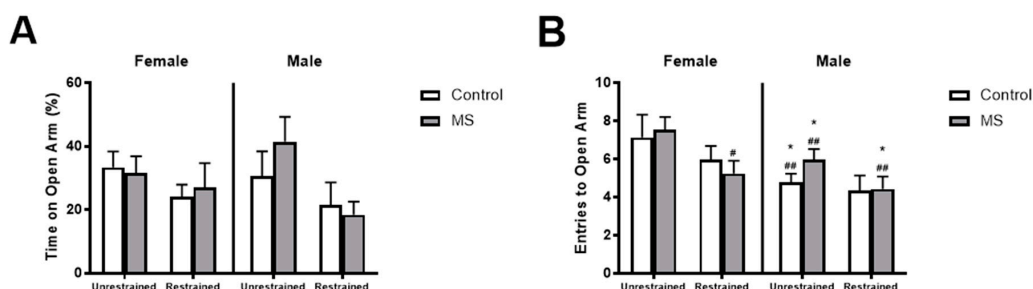 A
Female Male
Time on Open Arm (%)
60
40
20
0
Unrestrained Restrained Unrestrained Restrained
Control
MS
B
Female Male
Entries to Open Arm
10
8
6
4
2
0
#
*
##
*
##
*
##
Unrestrained Restrained Unrestrained Restrained
Control
MS